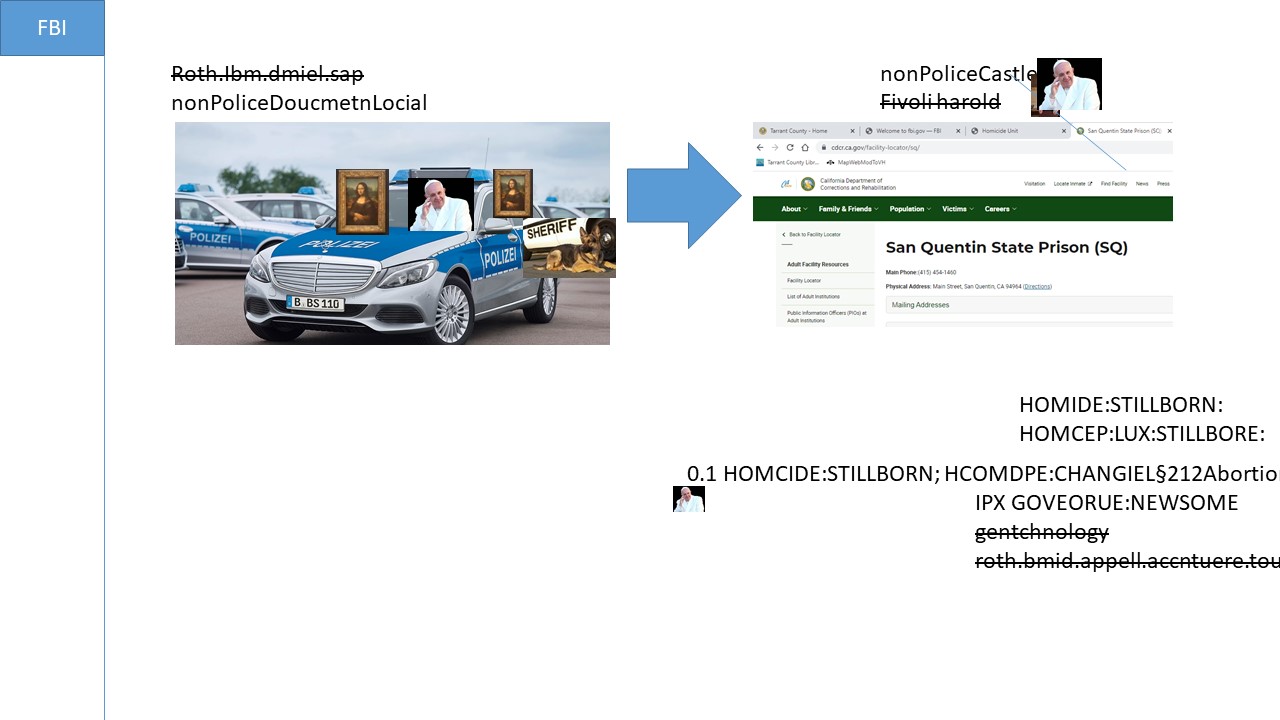 FBI
Roth.Ibm.dmiel.sap
nonPoliceDoucmetnLocial
nonPoliceCastle
Fivoli harold
POLIZEI
POLIZEI
POLIZEI
SHERIFF
B BS 110
Tarrant County - Home
Welcome to fbi.gov — FBI
Homicide Unit
San Quentin State Prison (SQ)
cdcr.ca.gov/facility-locator/sq/
Tarrant County Libr...
MapWebModToVH
California Department of
Corrections and Rehabilitation
Visitation Locate Inmate Find Facility News Press
About Family & Friends Population Victims Careers
Back to Facility Locator
Adult Facility Resources
Facility Locator
List of Adult Institutions
Public Information Officers (PIOs) at
Adult Institutions
San Quentin State Prison (SQ)
Main Phone:(415) 454-1460
Physical Address: Main Street, San Quentin, CA 94964 (Directions)
Mailing Addresses
HOMIDE:STILLBORN:
HOMCEP:LUX:STILLBORE:
0.1 HOMCIDE:STILLBORN; HCOMDPE:CHANGIEL§212Abortion
IPX GOVEORUE:NEWSOME
gentchnology
roth.bmid.appell.accntuere.tou